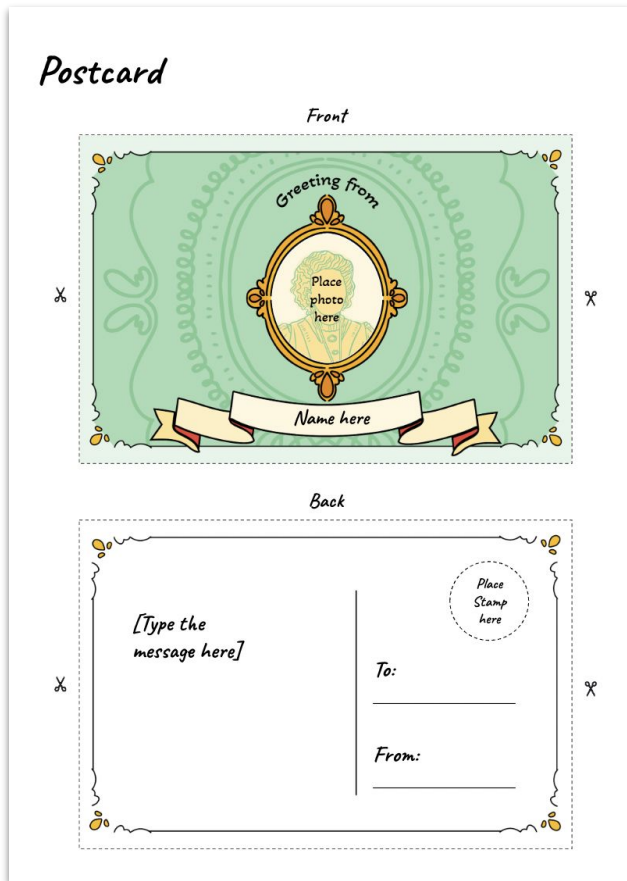 Postcard
Front
Greeting from
Place
photo
here
Name here
Back
[Type the
message here]
Place
Stamp
here
To:
From: